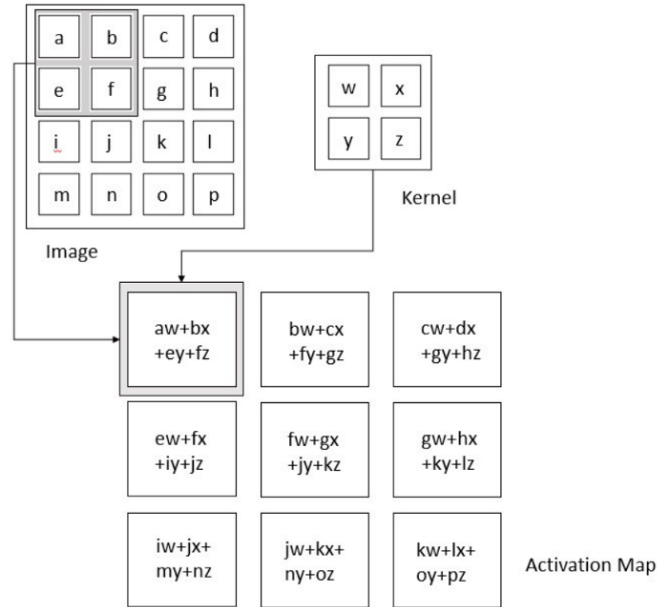 a b c d
e f g h
i j k l
m n o p
Image
w x
y z
Kernel
aw+bx
+ey+fz
bw+cx
+fy+gz
cw+dx
+gy+hz
ew+fx
+iy+jz
fw+gx
+jy+kz
gw+hx
+ky+lz
iw+jx+
my+nz
jw+kx+
ny+oz
kw+lx+
oy+pz
Activation Map